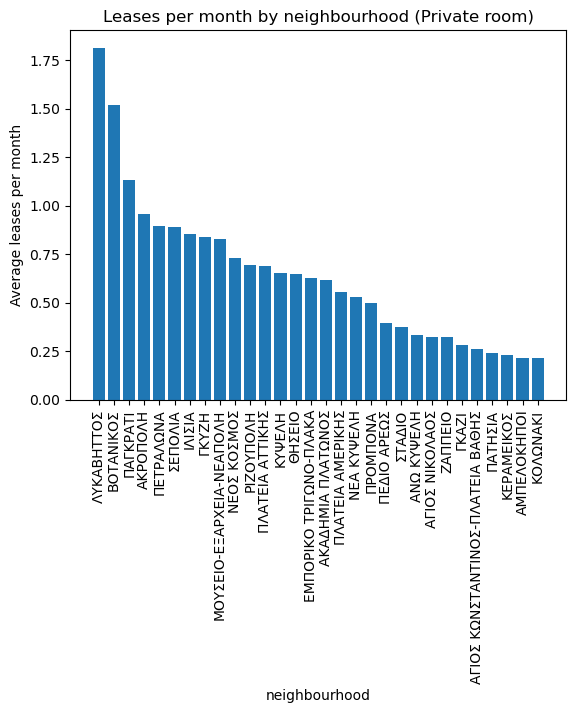 Leases per month by neighbourhood (Private room)
Average leases per month
1.75
1.50
1.25
1.00
0.75
0.50
0.25
0.00
ΛΥΚΑΒΗΤΤΟΣ
ΒΟΤΑΝΙΚΟΣ
ΠΑΓΚΡΑΤΙ
ΑΚΡΟΠΟΛΗ
ΠΕΤΡΑΛΩΝΑ
ΣΕΠΟΛΙΑ
ΙΛΙΣΙΑ
ΓΚΥΖΗ
ΜΟΥΣΕΙΟ-ΕΞΑΡΧΕΙΑ-ΝΕΑΠΟΛΗ
ΝΕΟΣ ΚΟΣΜΟΣ
ΡΙΖΟΥΠΟΛΗ
ΠΛΑΤΕΙΑ ΑΤΤΙΚΗΣ
ΚΥΨΕΛΗ
ΘΗΣΕΙΟ
ΕΜΠΟΡΙΚΟ ΤΡΙΓΩΝΟ-ΠΛΑΚΑ
ΑΚΑΔΗΜΙΑ ΠΛΑΤΩΝΟΣ
ΠΛΑΤΕΙΑ ΑΜΕΡΙΚΗΣ
ΝΕΑ ΚΥΨΕΛΗ
ΠΡΟΜΠΟΝΑ
ΠΕΔΙΟ ΑΡΕΩΣ
ΣΤΑΔΙΟ
ΑΝΩ ΚΥΨΕΛΗ
ΑΓΙΟΣ ΝΙΚΟΛΑΟΣ
ΖΑΠΠΕΙΟ
ΓΚΑΖΙ
ΑΓΙΟΣ ΚΩΝΣΤΑΝΤΙΝΟΣ-ΠΛΑΤΕΙΑ ΒΑΘΗΣ
ΠΑΤΗΣΙΑ
ΚΕΡΑΜΕΙΚΟΣ
ΑΜΠΕΛΟΚΗΠΟΙ
ΚΟΛΩΝΑΚΙ
neighbourhood